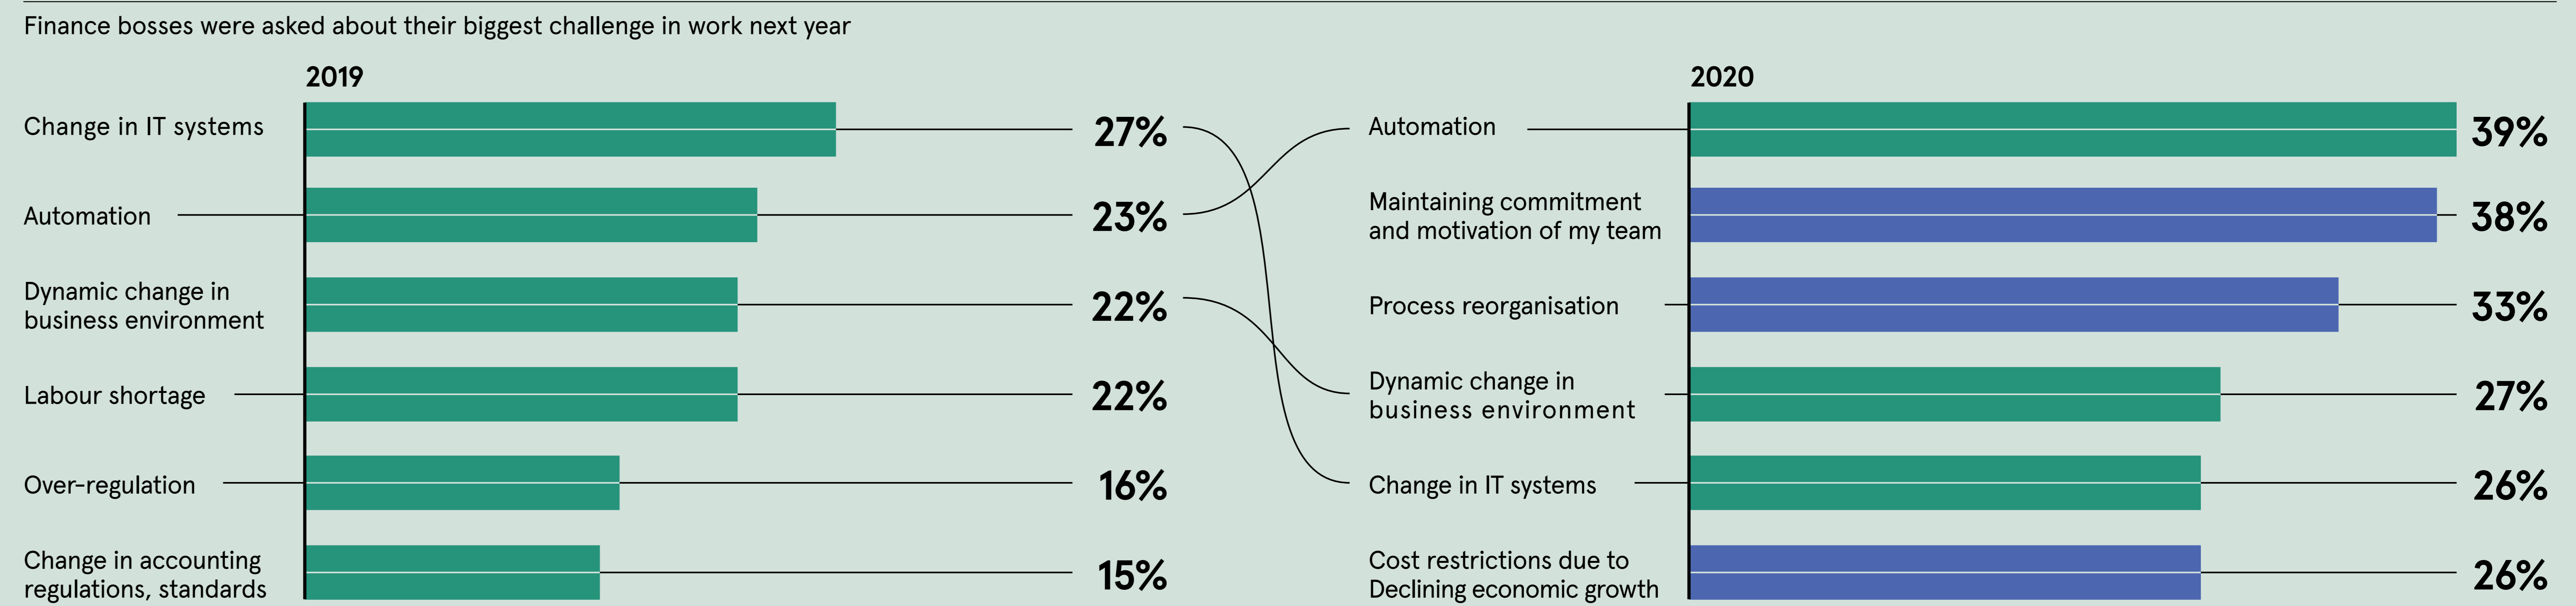 Finance bosses were asked about their biggest challenge in work next year
2019
Change in IT systems
27%
Automation
23%
Dynamic change in
business environment
22%
Labour shortage
22%
Over-regulation
16%
Change in accounting
regulations, standards
15%
2020
Automation
39%
Maintaining commitment
and motivation of my team
38%
Process reorganisation
33%
Dynamic change in
business environment
27%
Change in IT systems
26%
Cost restrictions due to
Declining economic growth
26%